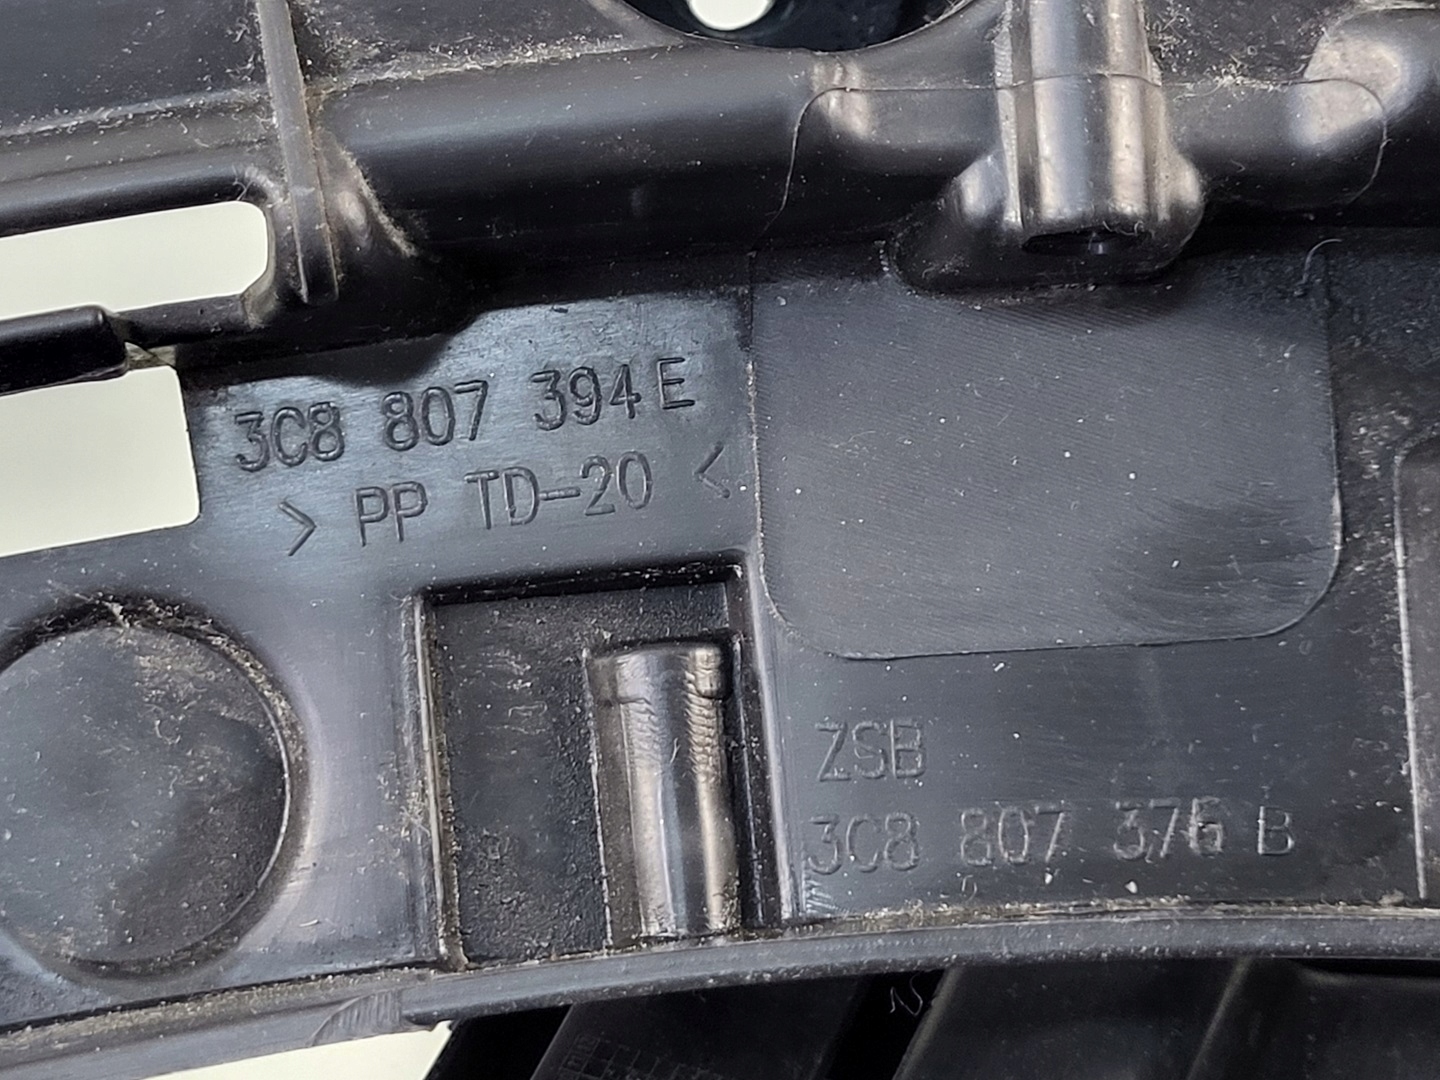 3C8 807 394 E
> PP TD-20 <
ZSB
3C8 807 376 B